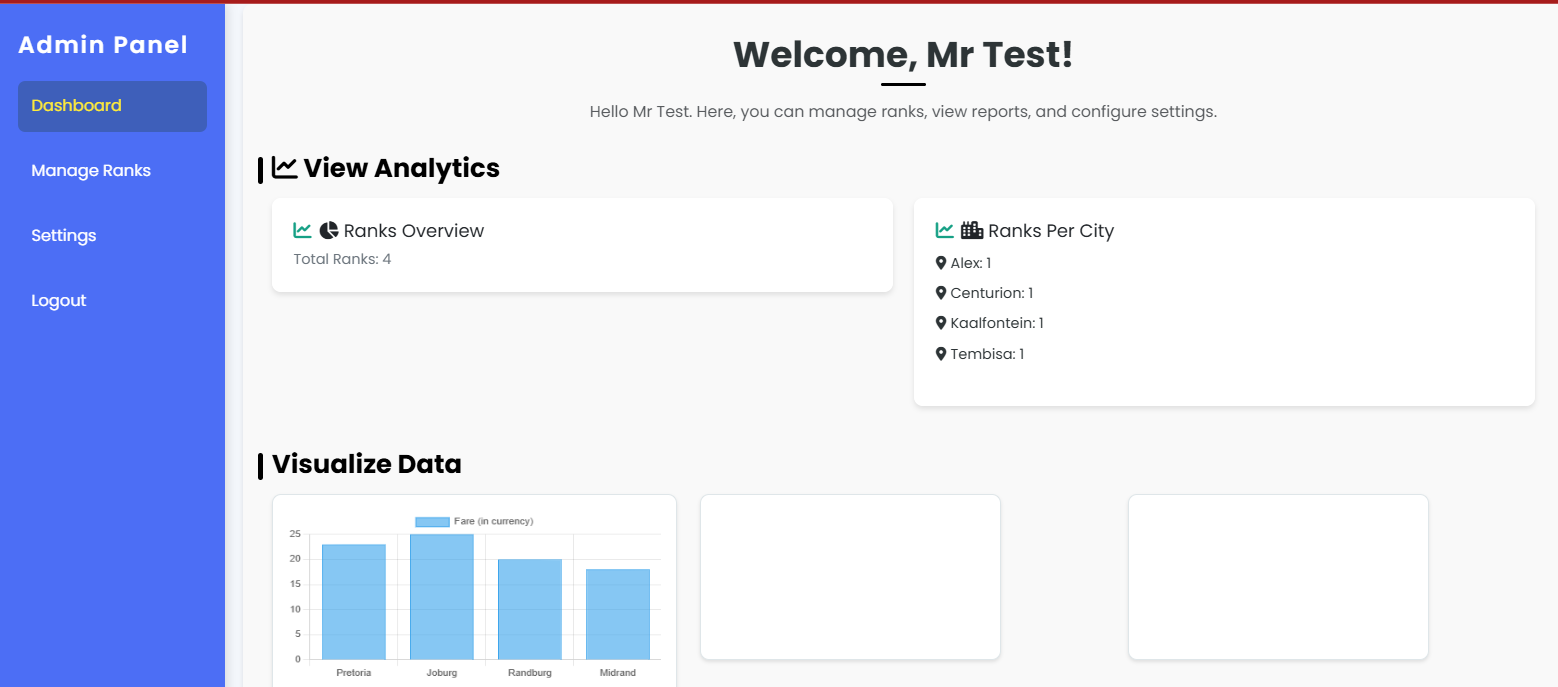 Admin Panel
Dashboard
Manage Ranks
Settings
Logout
Welcome, Mr Test!
Hello Mr Test. Here, you can manage ranks, view reports, and configure settings.
View Analytics
Ranks Overview
Total Ranks: 4
Ranks Per City
Alex: 1
Centurion: 1
Kaalfontein: 1
Tembisa: 1
Visualize Data
Fare (in currency)
25
20
15
10
5
0
Pretoria Joburg Randburg Midrand